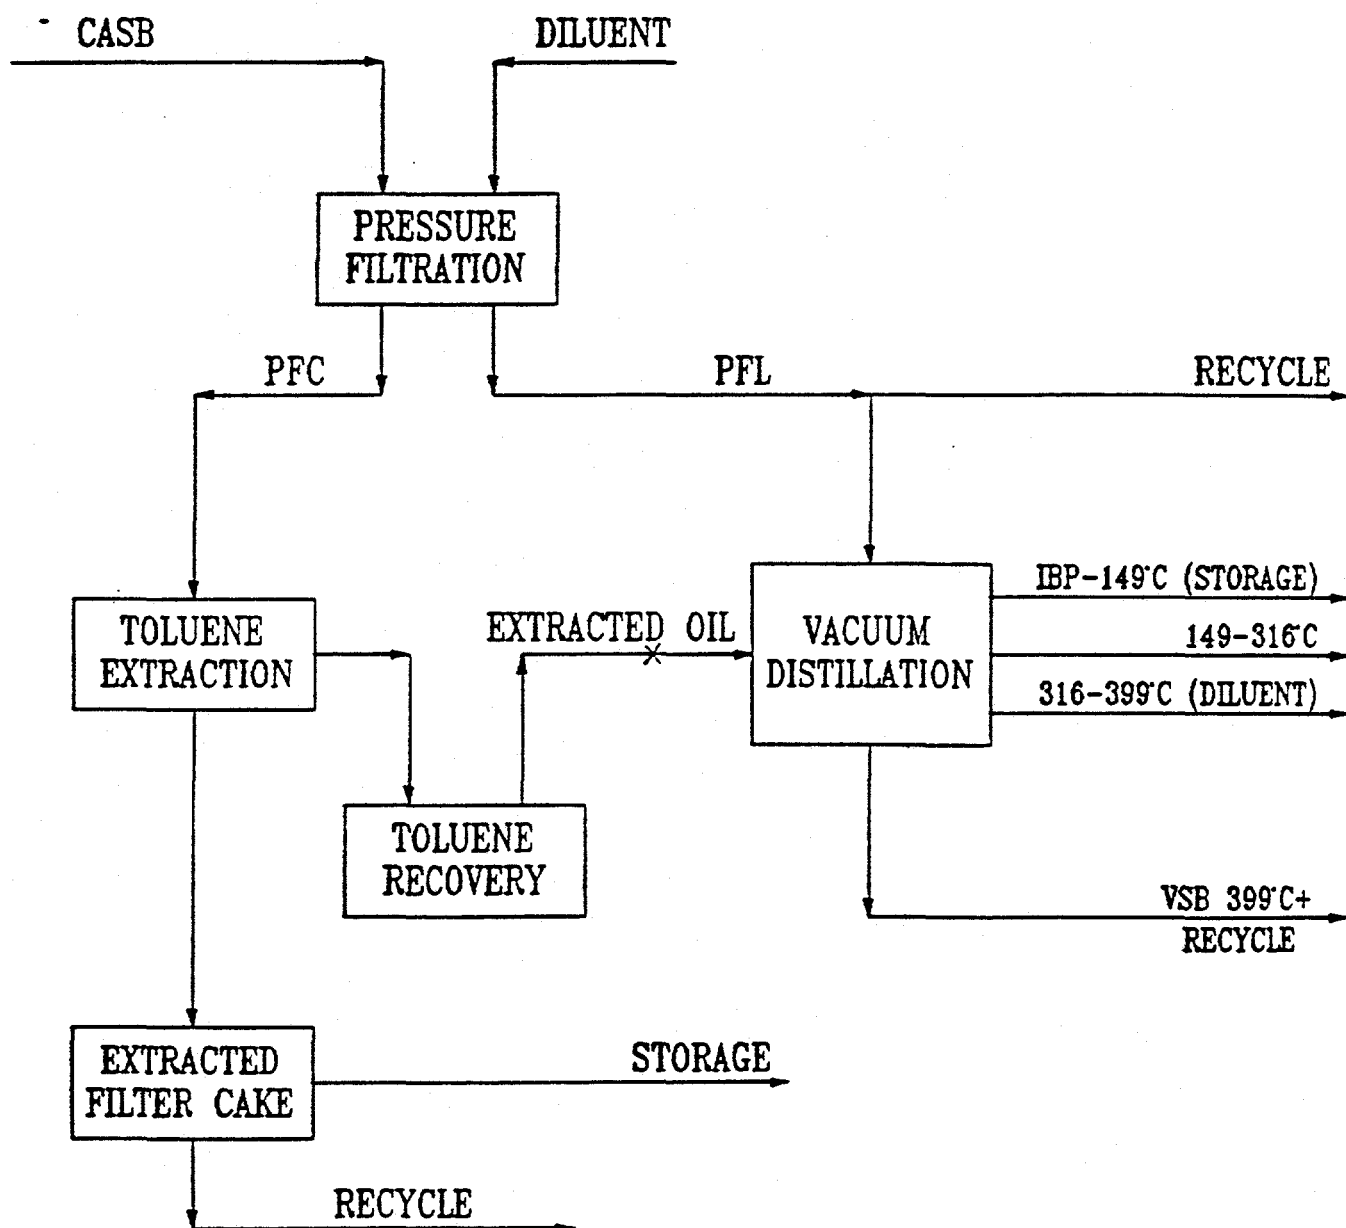 CASB
DILUENT
PRESSURE
FILTRATION
PFC
PFL
RECYCLE
IBP-149°C (STORAGE)
TOLUENE
EXTRACTION
EXTRACTED OIL
VACUUM
DISTILLATION
149-316°C
316-399°C (DILUENT)
TOLUENE
RECOVERY
VSB 399°C+
RECYCLE
EXTRACTED
FILTER CAKE
STORAGE
RECYCLE